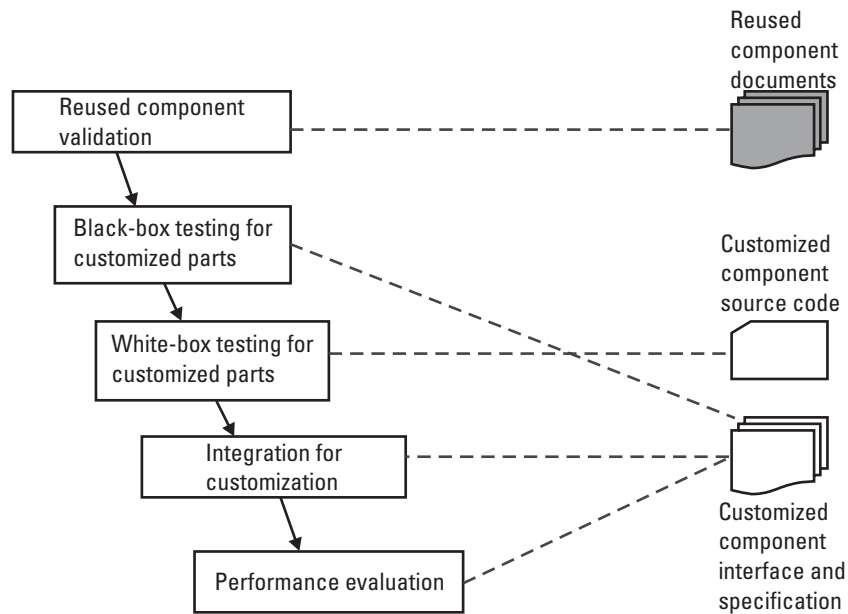 Reused
component
documents
Reused component
validation
Black-box testing for
customized parts
Customized
component
source code
White-box testing for
customized parts
Integration for
customization
Customized
component
interface and
specification
Performance evaluation